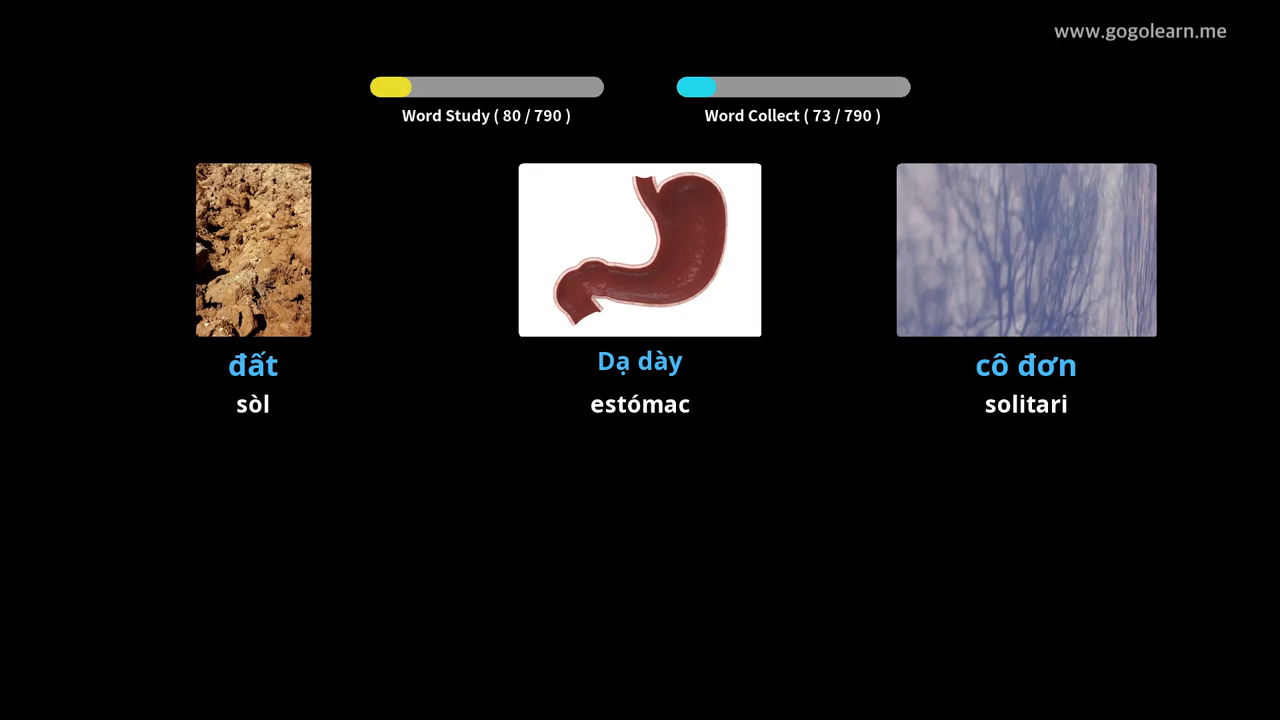 www.gogolearn.me
Word Study ( 80 / 790 )
Word Collect ( 73 / 790 )
đất
Dạ dày
cô đơn
sòl
estómac
solitari